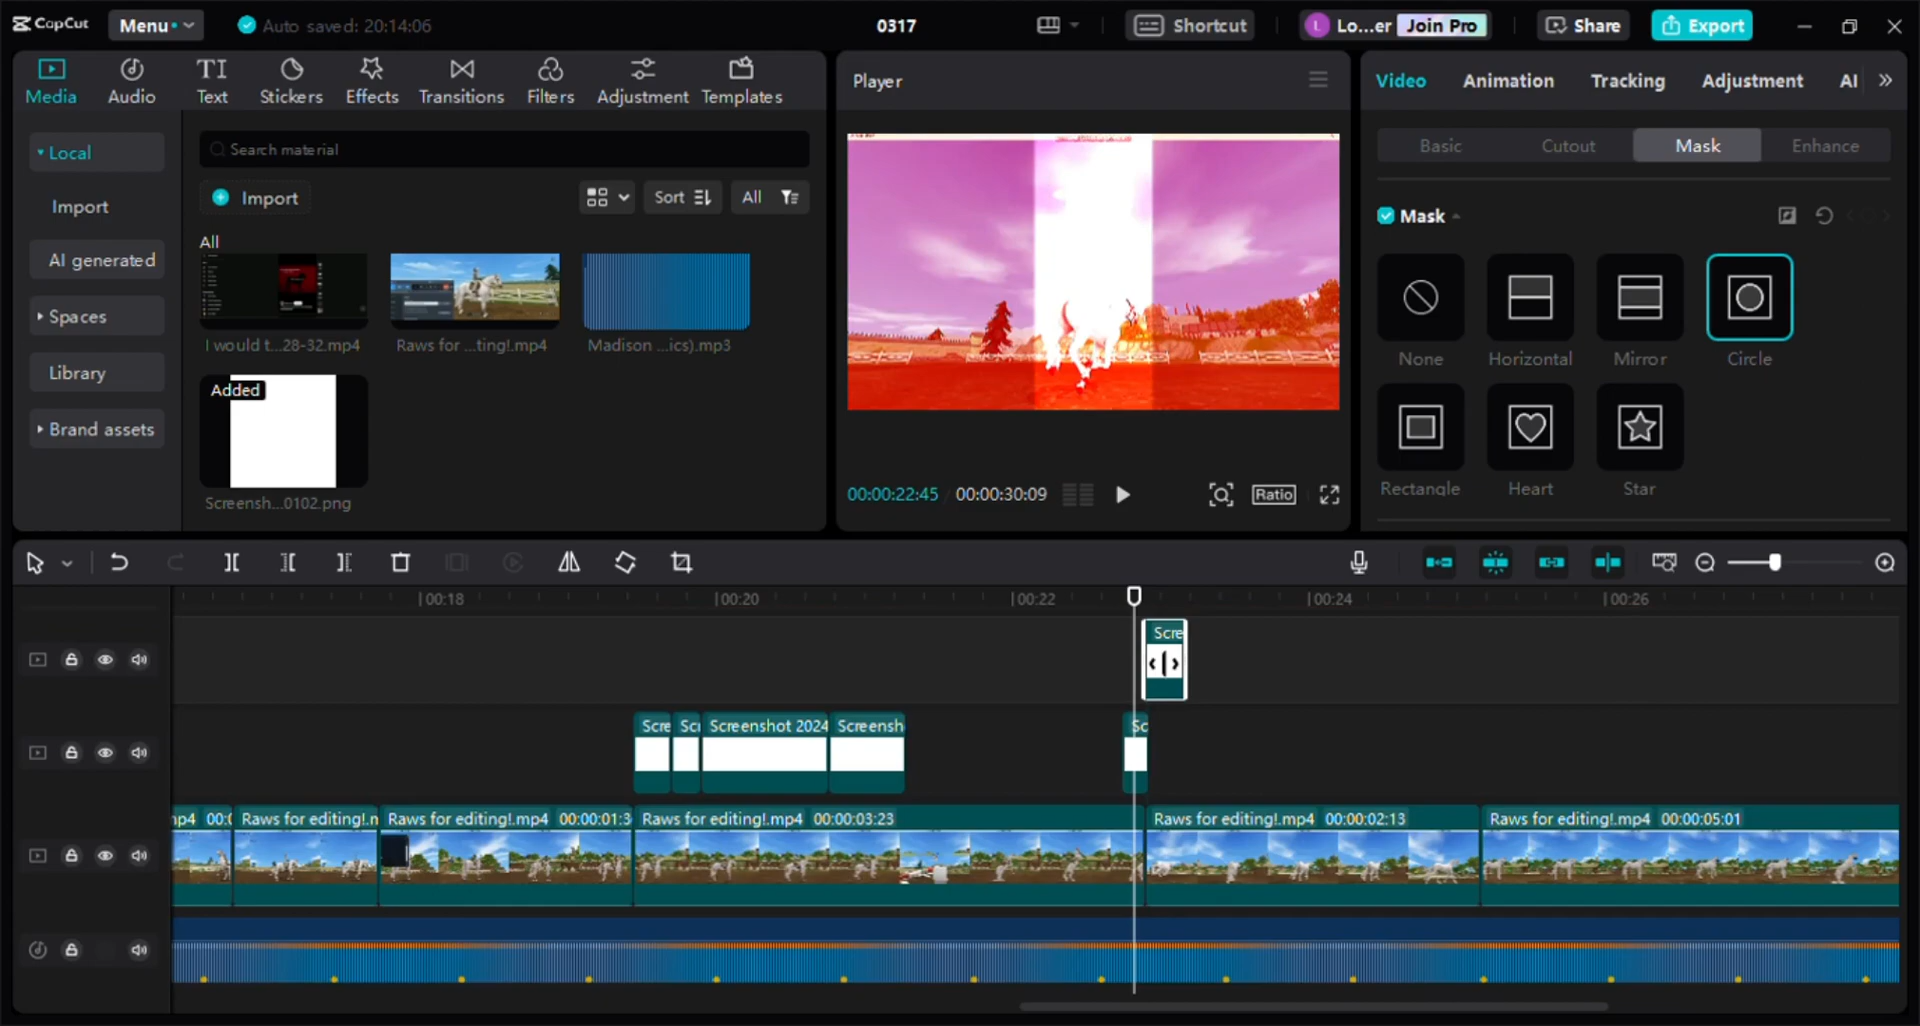 CapCut
Menu
Auto saved: 20:14:06
0317
Shortcut
L
Lo...er
Join Pro
Share
Export
Media
Audio
TI
Text
Stickers
Effects
Transitions
Filters
Adjustment
Templates
Player
Video
Animation
Tracking
Adjustment
AI
Local
Import
AI generated
Spaces
Library
Brand assets
Search material
Import
Sort
All
All
I would t...28-32.mp4
Raws for ...ting!.mp4
Madison ...ics).mp3
Added
Screensh...0102.png
00:00:22:45
00:00:30:09
Ratio
Basic
Cutout
Mask
Enhance
Mask
None
Horizontal
Mirror
Circle
Rectangle
Heart
Star
00:18
00:20
00:22
00:24
00:26
Scre
Scre
Scr
Screenshot 2024
Screensh
Sc
mp4
00:0
Raws for editing!.m
Raws for editing!.mp4 00:00:01:3
Raws for editing!.mp4 00:00:03:23
Raws for editing!.mp4 00:00:02:13
Raws for editing!.mp4 00:00:05:01